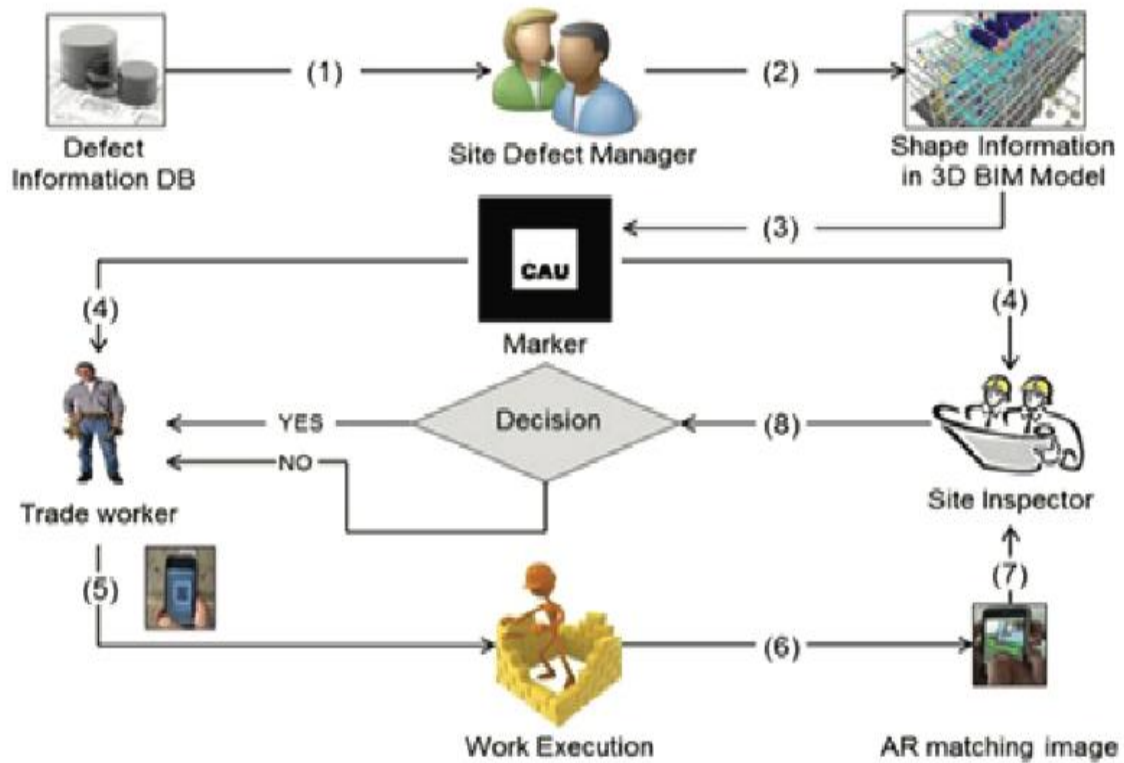 (1)
(2)
Defect
Information DB
Site Defect Manager
Shape Information
in 3D BIM Model
(3)
CAU
(4)
(4)
Marker
Decision
YES
(8)
NO
Trade worker
Site Inspector
(5)
(7)
(6)
Work Execution
AR matching image